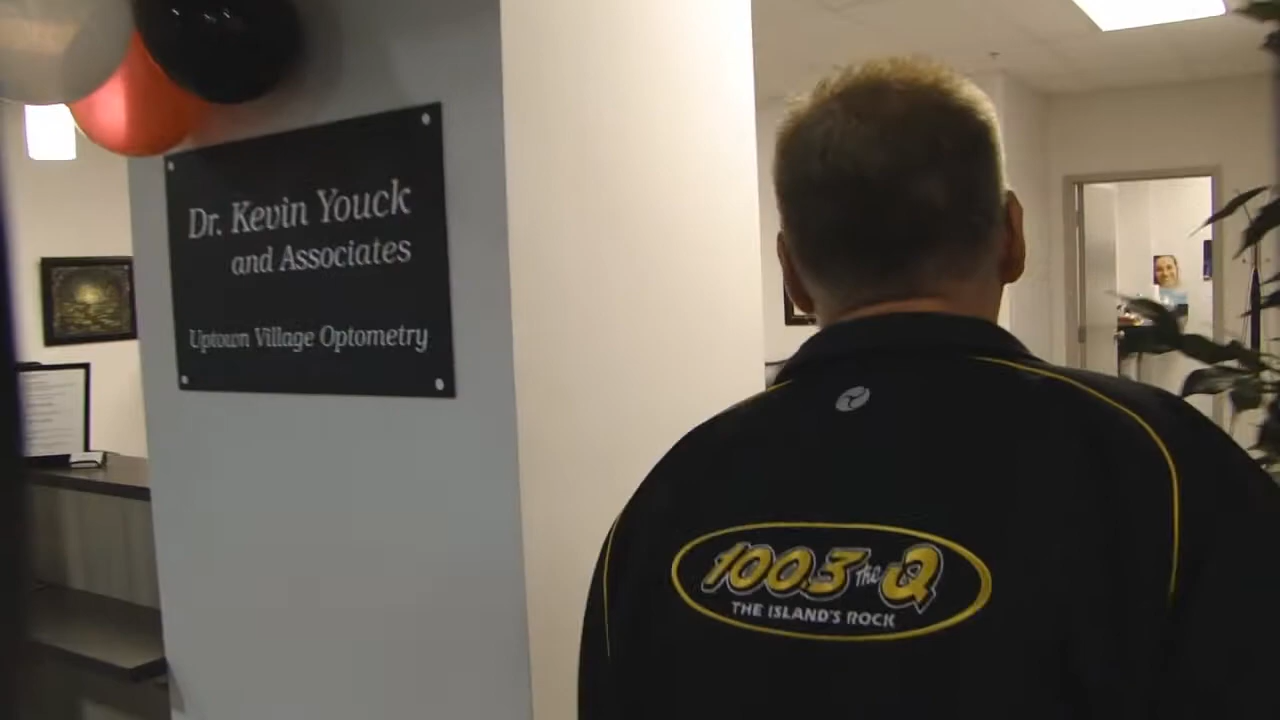 Dr. Kevin Youck
and Associates
Uptown Village Optometry
100.3 The Q
THE ISLAND'S ROCK